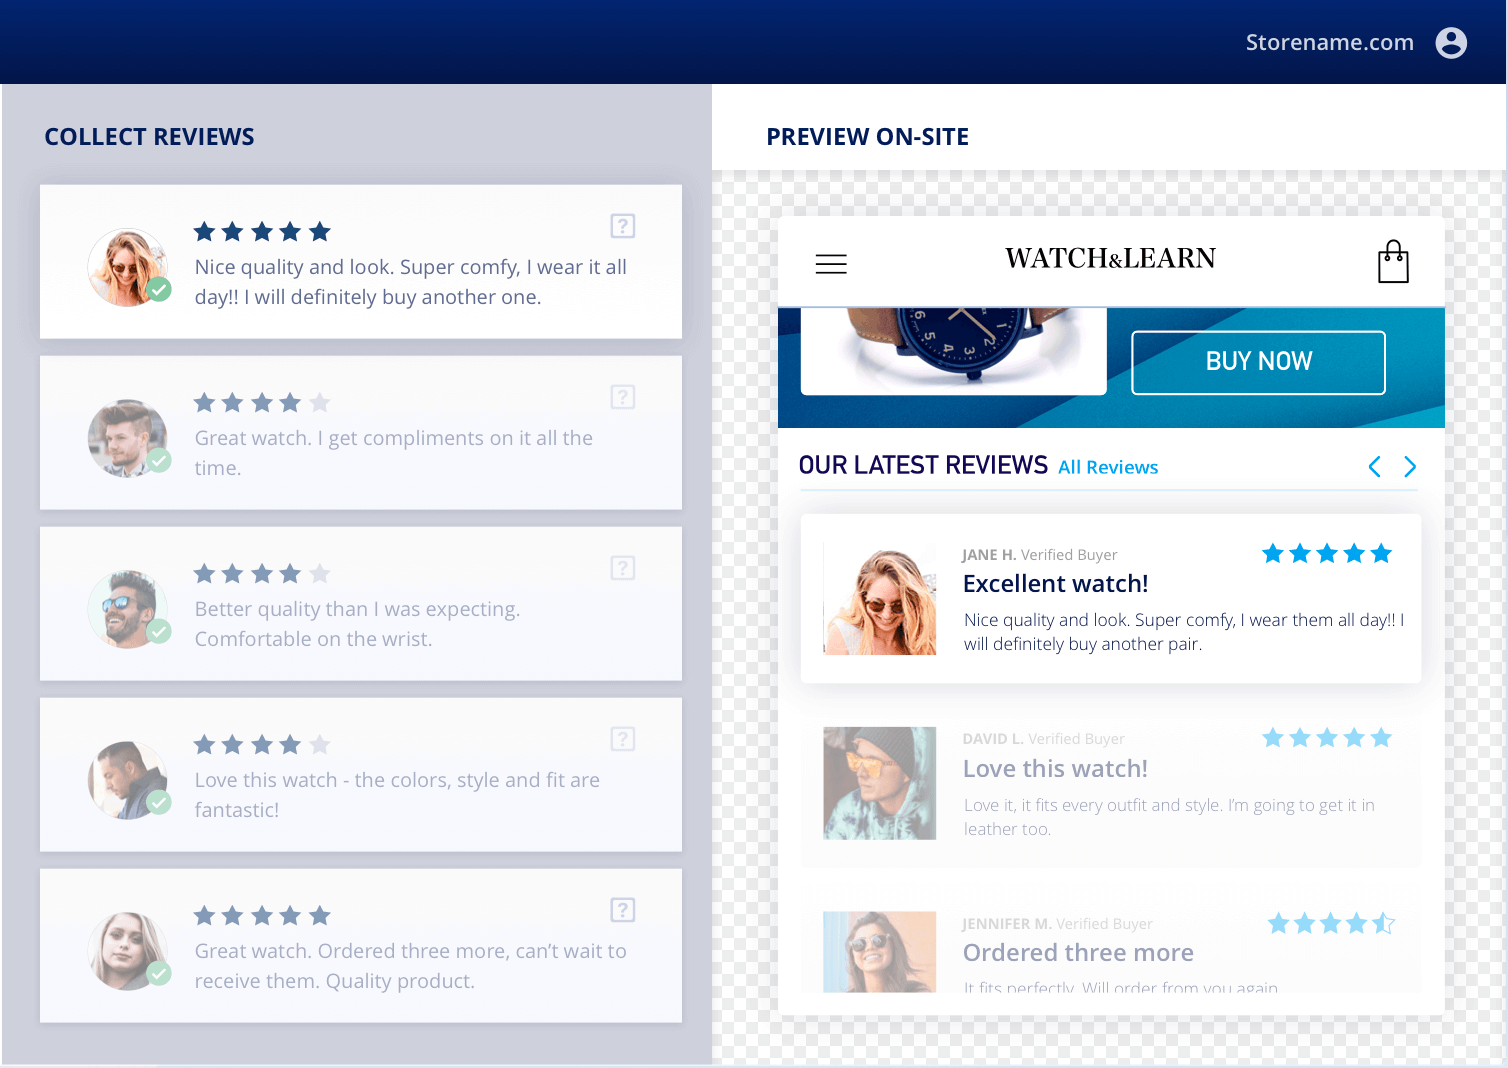 Storename.com
COLLECT REVIEWS
Nice quality and look. Super comfy, I wear it all
day!! I will definitely buy another one.
Great watch. I get compliments on it all the
time.
Better quality than I was expecting.
Comfortable on the wrist.
Love this watch - the colors, style and fit are
fantastic!
Great watch. Ordered three more, can't wait to
receive them. Quality product.
PREVIEW ON-SITE
WATCH&LEARN
BUY NOW
OUR LATEST REVIEWS All Reviews
JANE H. Verified Buyer
Excellent watch!
Nice quality and look. Super comfy, I wear them all day!! I
will definitely buy another pair.
DAVID L. Verified Buyer
Love this watch!
Love it, it fits every outfit and style. I'm going to get it in
leather too.
JENNIFER M. Verified Buyer
Ordered three more
It fits perfectly. Will order from you again